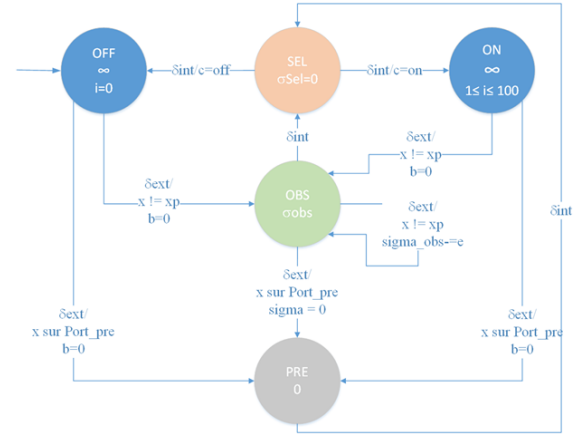 OFF
∞
i=0
δint/c=off
SEL
σSel=0
δint/c=on
ON
∞
1≤ i≤ 100
δint
δext/
x != xp
b=0
δext/
x != xp
b=0
OBS
σobs
δext/
x != xp
sigma_obs-=e
δint
δext/
x sur Port_pre
sigma = 0
δext/
x sur Port_pre
b=0
δext/
x sur Port_pre
b=0
PRE
0